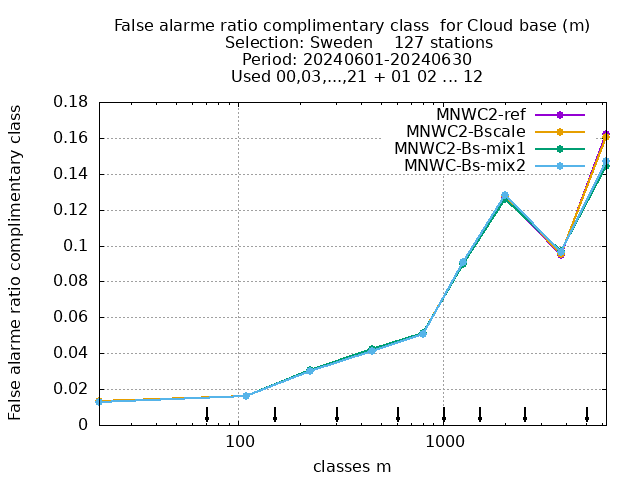 False alarme ratio complimentary class  for Cloud base (m)
Selection: Sweden    127 stations
Period: 20240601-20240630
Used 00,03,...,21 + 01 02 ... 12
False alarme ratio complimentary class
0.18
0.16
0.14
0.12
0.1
0.08
0.06
0.04
0.02
0
MNWC2-ref
MNWC2-Bscale
MNWC2-Bs-mix1
MNWC-Bs-mix2
100
1000
classes m